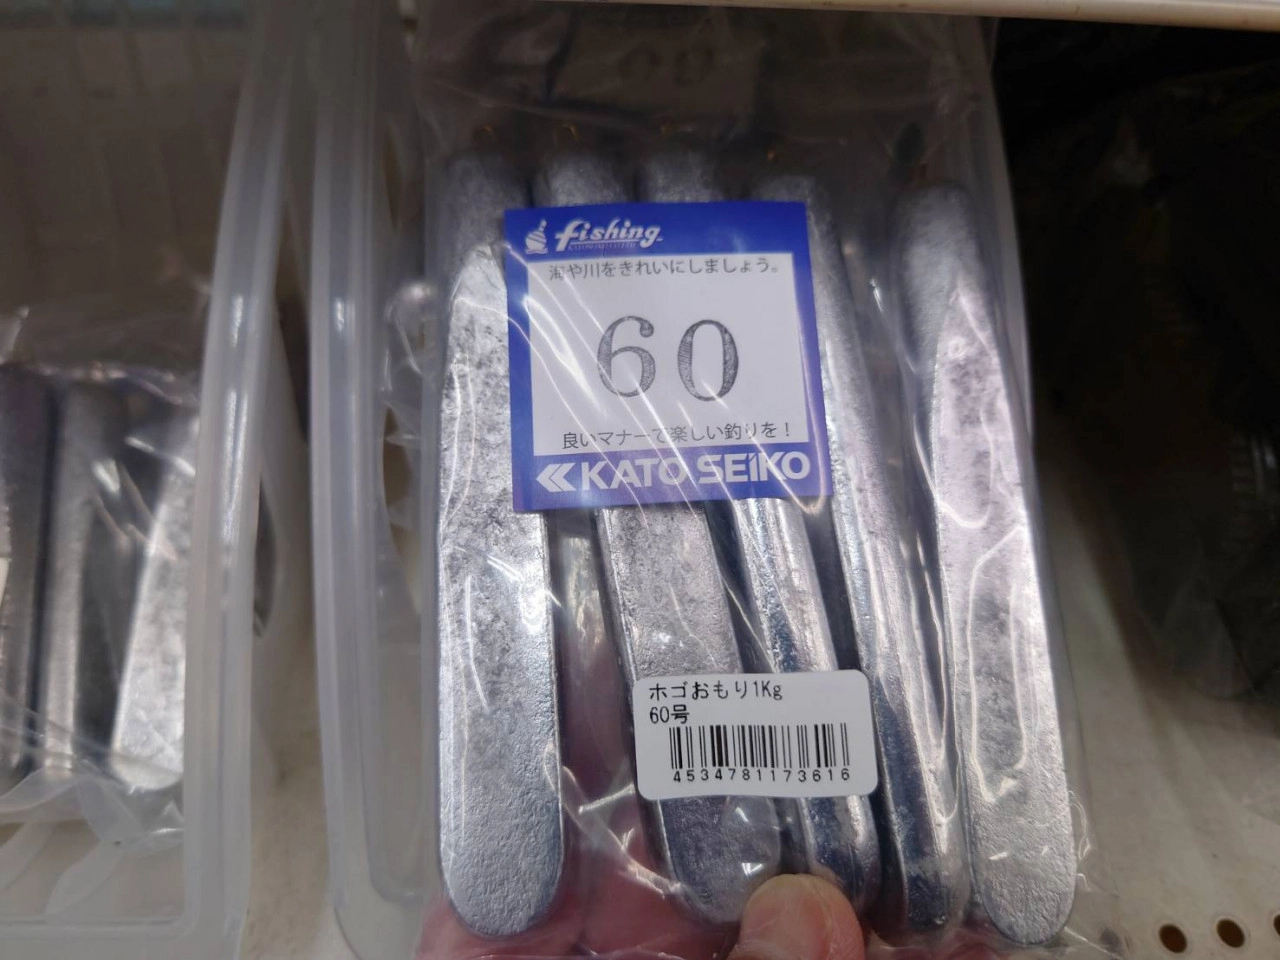 fishing
海や川をきれいにしましょう。
60
良いマナーで楽しい釣りを！
KATO SEIKO
ホゴおもり1Kg
60号
4534781173616